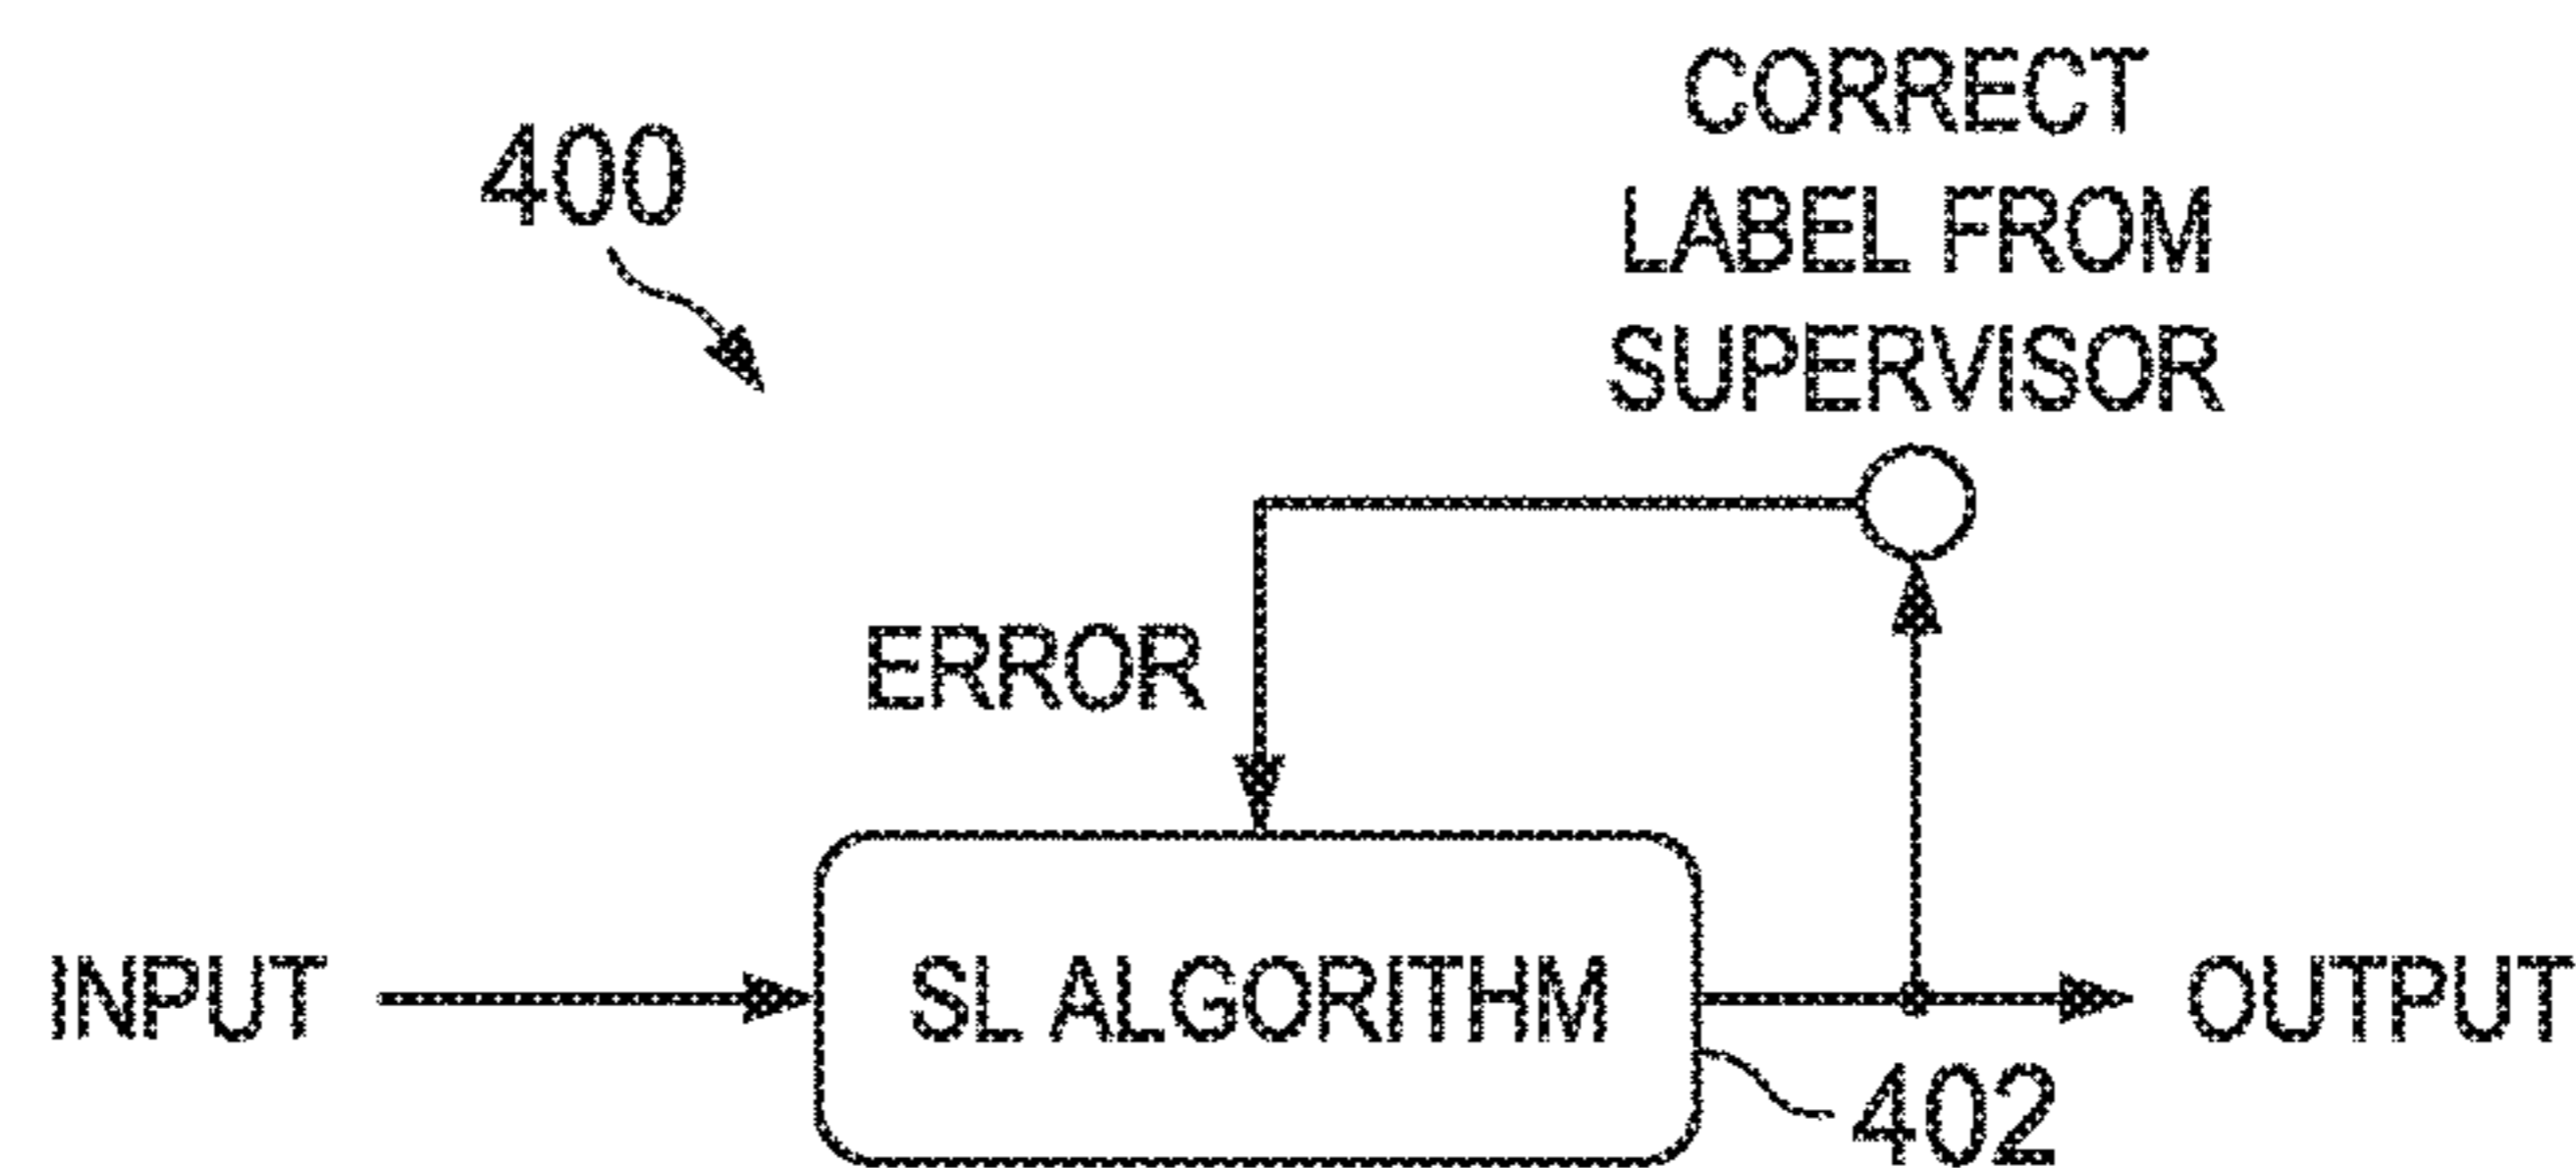 400
CORRECT
LABEL FROM
SUPERVISOR
ERROR
INPUT
SL ALGORITHM
OUTPUT
402